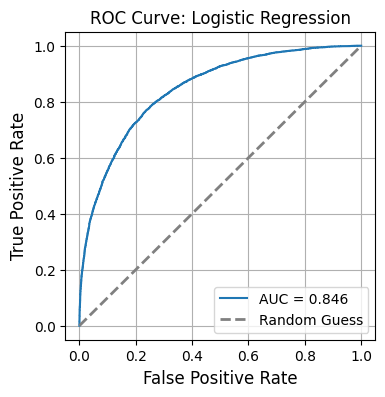 ROC Curve: Logistic Regression
True Positive Rate
1.0
0.8
0.6
0.4
0.2
0.0
AUC = 0.846
Random Guess
0.0 0.2 0.4 0.6 0.8 1.0
False Positive Rate